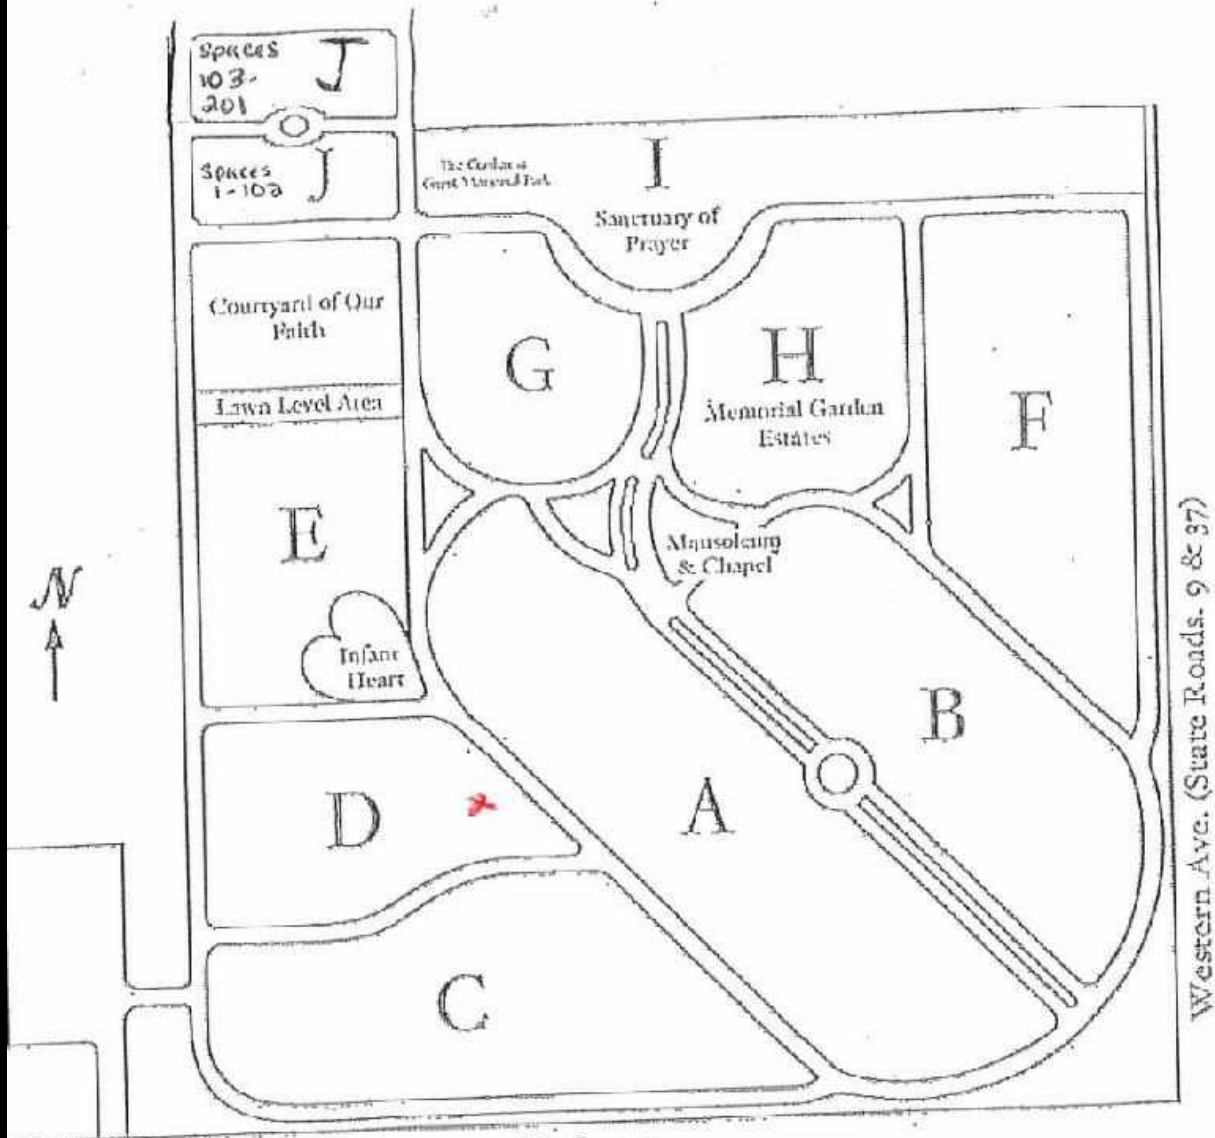 Spaces
103-
201
J
Spaces
1-102
J
I
Sanctuary of
Prayer
Courtyard of Our
Faith
Lawn Level Area
G
H
Memorial Garden
Estates
F
E
Mausoleum
& Chapel
Infant
Heart
N
B
D
A
C
Western Ave. (State Roads. 9 & 37)